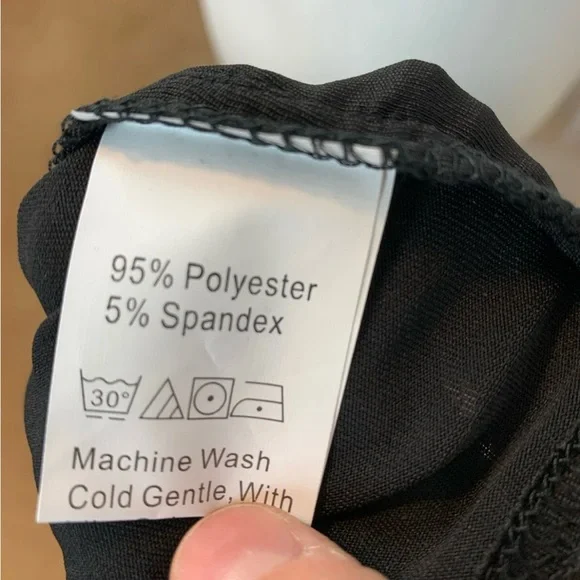 95% Polyester
5% Spandex
30°
Machine Wash
Cold Gentle, With